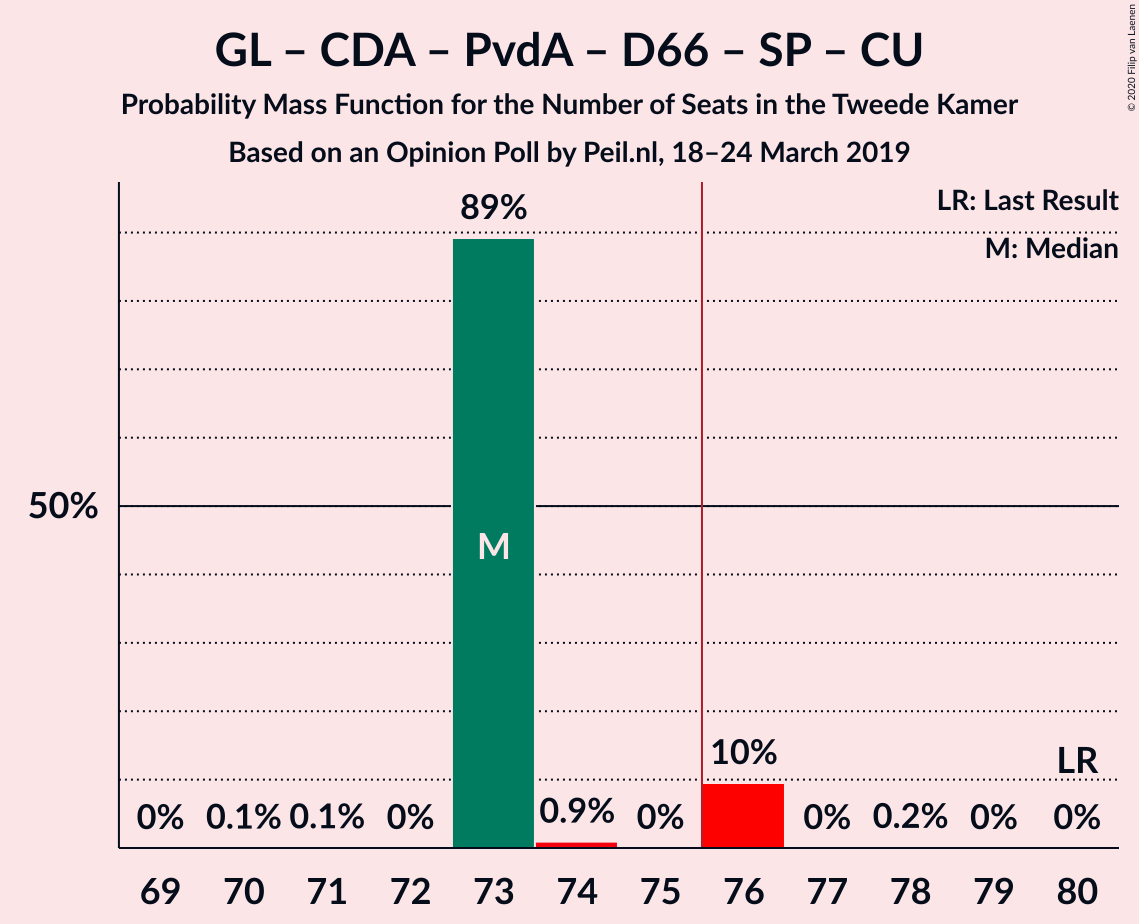 GL – CDA – PvdA – D66 – SP – CU
Probability Mass Function for the Number of Seats in the Tweede Kamer
Based on an Opinion Poll by Peil.nl, 18–24 March 2019
© 2020 Filip van Laenen
LR: Last Result
M: Median
50%
89%
M
10%
LR
0% 0.1% 0.1% 0% 0.9% 0% 0% 0.2% 0% 0%
69 70 71 72 73 74 75 76 77 78 79 80